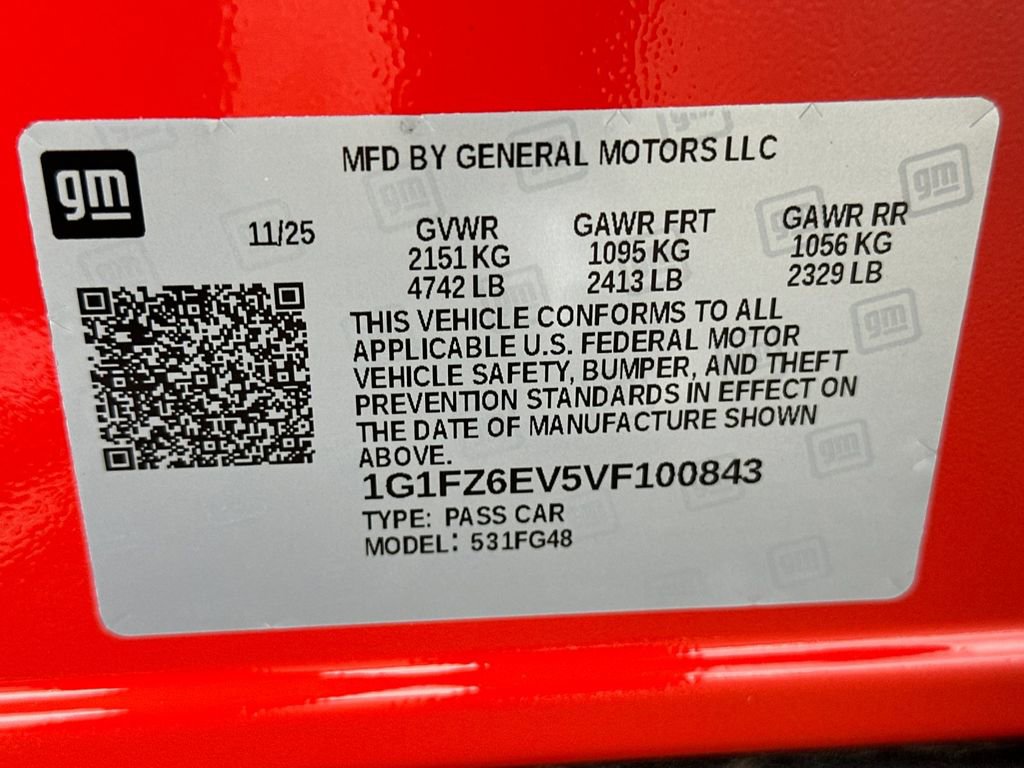 gm
MFD BY GENERAL MOTORS LLC
11/25
GVWR
2151 KG
4742 LB
GAWR FRT
1095 KG
2413 LB
GAWR RR
1056 KG
2329 LB
THIS VEHICLE CONFORMS TO ALL
APPLICABLE U.S. FEDERAL MOTOR
VEHICLE SAFETY, BUMPER, AND THEFT
PREVENTION STANDARDS IN EFFECT ON
THE DATE OF MANUFACTURE SHOWN
ABOVE.
1G1FZ6EV5VF100843
TYPE: PASS CAR
MODEL: 531FG48